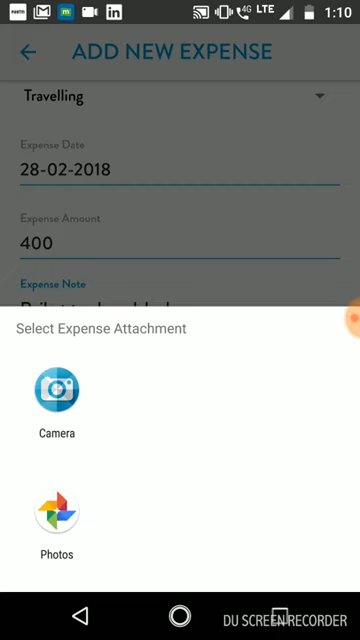 paytm
4G LTE 1:10
ADD NEW EXPENSE
Travelling
Expense Date
28-02-2018
Expense Amount
400
Expense Note
Select Expense Attachment
Camera
Photos
DU SCREEN RECORDER